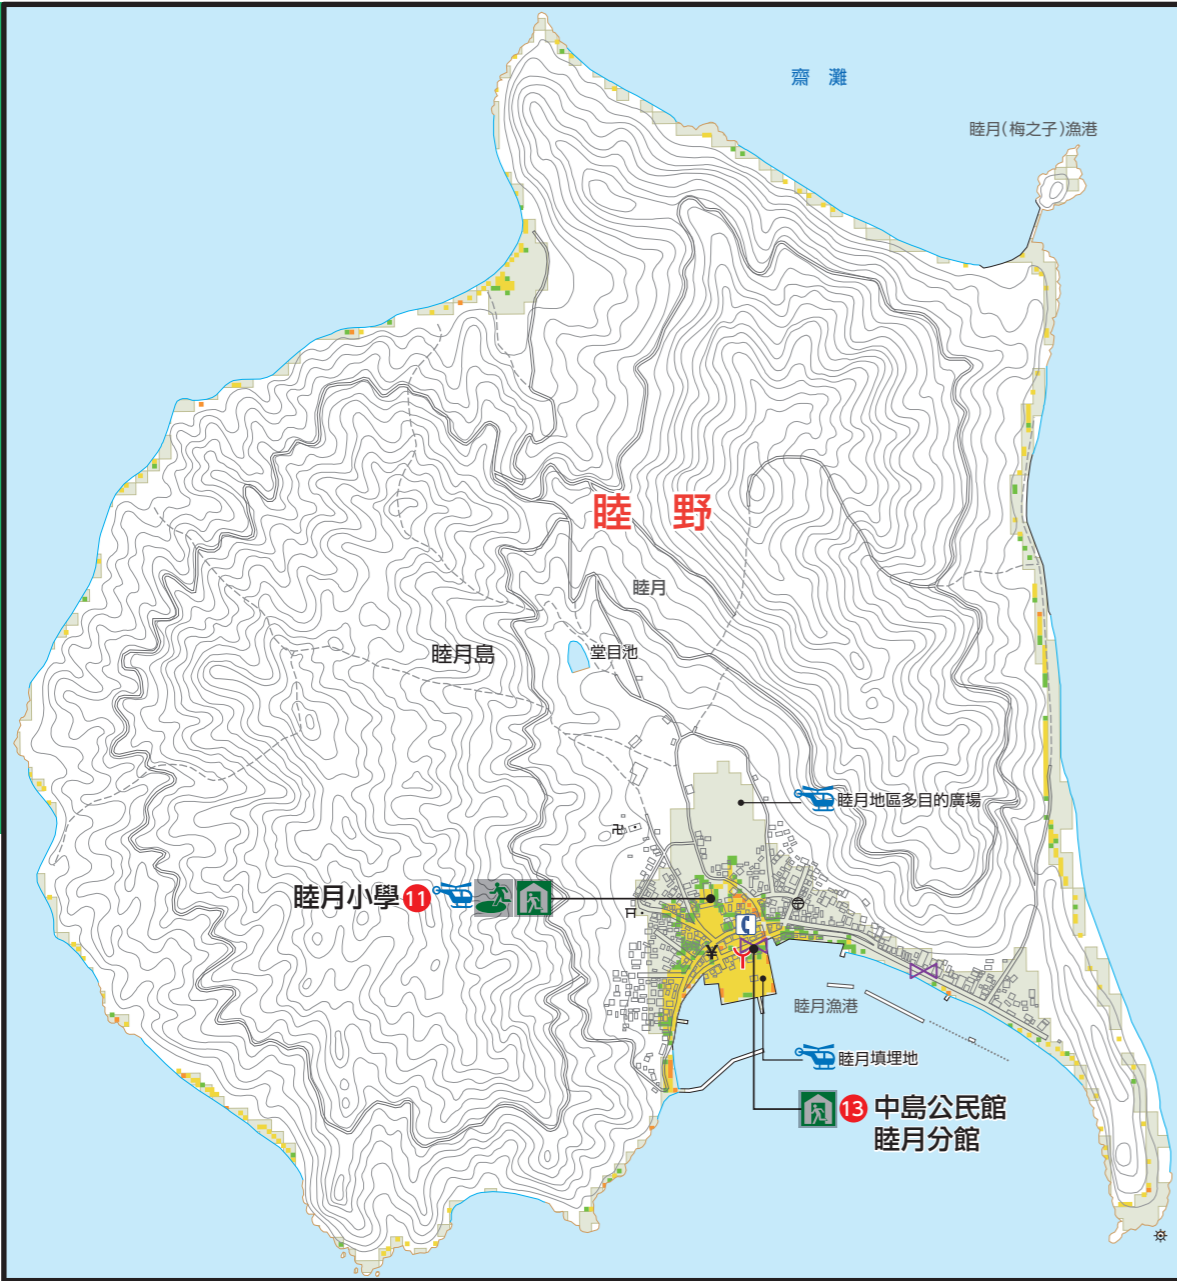 齋 灘
睦月(梅之子)漁港
睦 野
睦月
睦月島
堂目池
睦月地區多目的廣場
睦月小學 11
睦月漁港
睦月填埋地
13 中島公民館
睦月分館